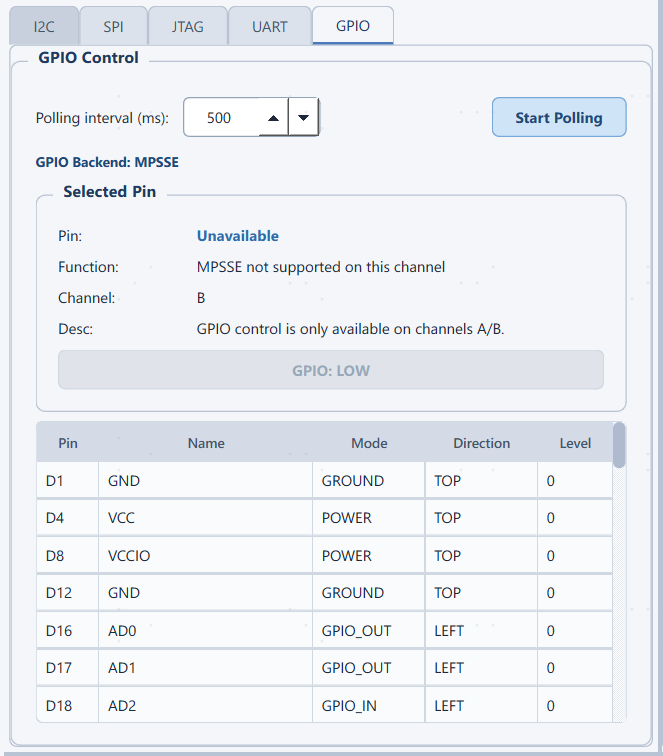 I2C SPI JTAG UART GPIO
GPIO Control
Polling interval (ms): 500 Start Polling
GPIO Backend: MPSSE
Selected Pin
Pin: Unavailable
Function: MPSSE not supported on this channel
Channel: B
Desc: GPIO control is only available on channels A/B.
GPIO: LOW
Pin Name Mode Direction Level
D1 GND GROUND TOP 0
D4 VCC POWER TOP 0
D8 VCCIO POWER TOP 0
D12 GND GROUND TOP 0
D16 AD0 GPIO_OUT LEFT 0
D17 AD1 GPIO_OUT LEFT 0
D18 AD2 GPIO_IN LEFT 0